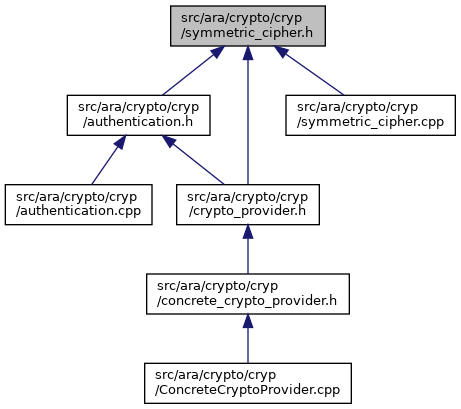 src/ara/crypto/cryp
/symmetric_cipher.h
src/ara/crypto/cryp
/authentication.h
src/ara/crypto/cryp
/symmetric_cipher.cpp
src/ara/crypto/cryp
/authentication.cpp
src/ara/crypto/cryp
/crypto_provider.h
src/ara/crypto/cryp
/concrete_crypto_provider.h
src/ara/crypto/cryp
/ConcreteCryptoProvider.cpp